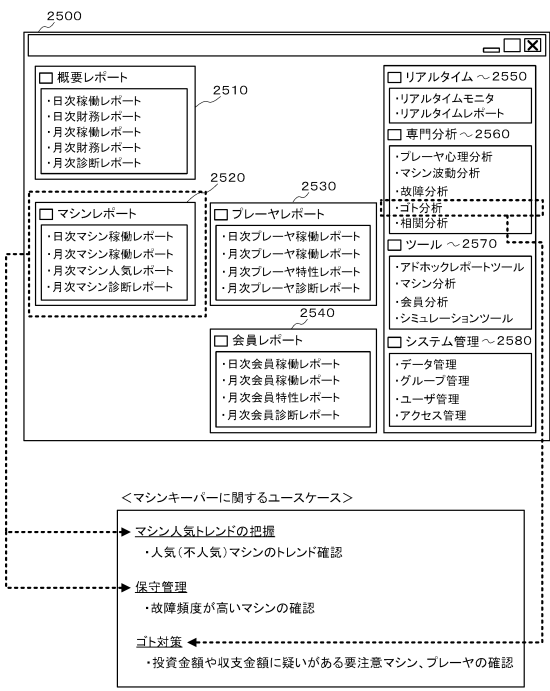 2500
概要レポート
・日次稼働レポート
・日次財務レポート
・月次稼働レポート
・月次財務レポート
・月次診断レポート
2510
2520
マシンレポート
・日次マシン稼働レポート
・月次マシン稼働レポート
・月次マシン人気レポート
・月次マシン診断レポート
2530
プレーヤレポート
・日次プレーヤ稼働レポート
・月次プレーヤ稼働レポート
・月次プレーヤ特性レポート
・月次プレーヤ診断レポート
2540
会員レポート
・日次会員稼働レポート
・月次会員稼働レポート
・月次会員特性レポート
・月次会員診断レポート
リアルタイム ～2550
・リアルタイムモニタ
・リアルタイムレポート
専門分析 ～2560
・プレーヤ心理分析
・マシン波動分析
・故障分析
・ゴト分析
・相関分析
ツール ～2570
・アドホックレポートツール
・マシン分析
・会員分析
・シミュレーションツール
システム管理 ～2580
・データ管理
・グループ管理
・ユーザ管理
・アクセス管理
＜マシンキーパーに関するユースケース＞
マシン人気トレンドの把握
・人気（不人気）マシンのトレンド確認
保守管理
・故障頻度が高いマシンの確認
ゴト対策
・投資金額や収支金額に疑いがある要注意マシン、プレーヤの確認